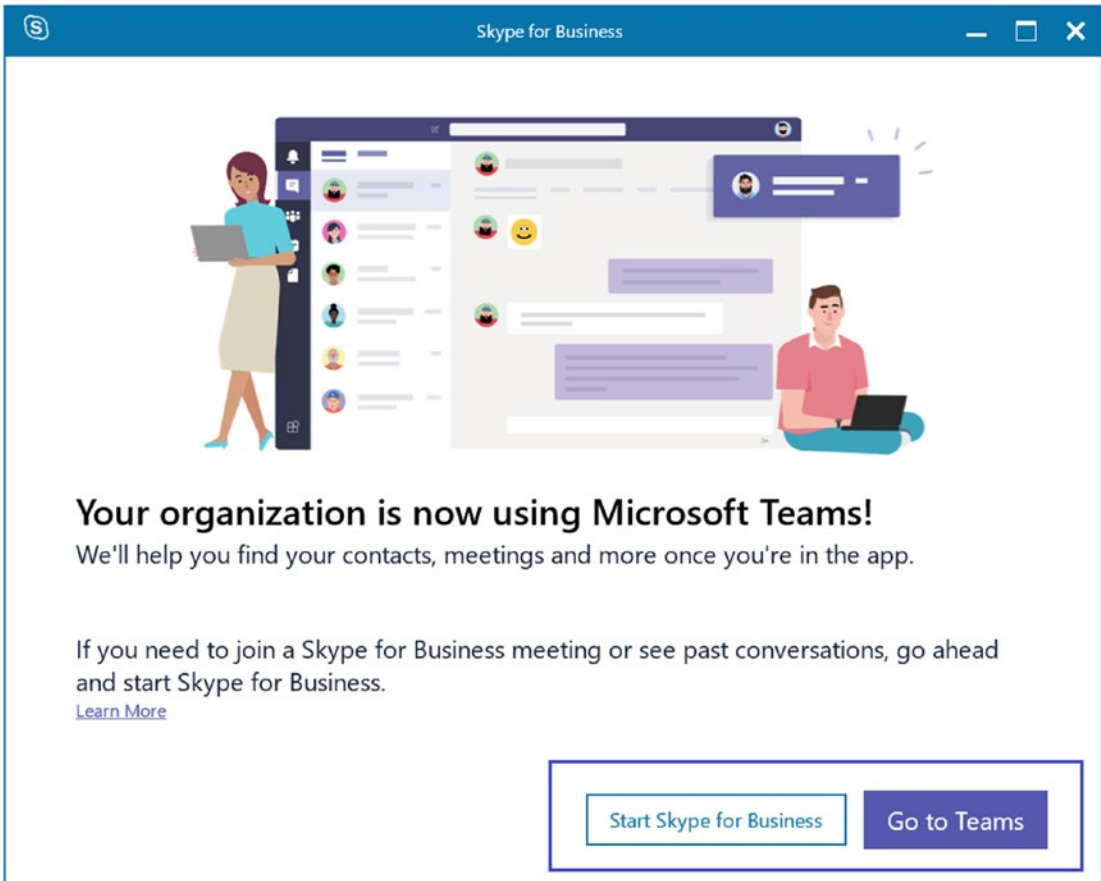 Skype for Business
Your organization is now using Microsoft Teams!
We'll help you find your contacts, meetings and more once you're in the app.
If you need to join a Skype for Business meeting or see past conversations, go ahead
and start Skype for Business.
Learn More
Start Skype for Business
Go to Teams